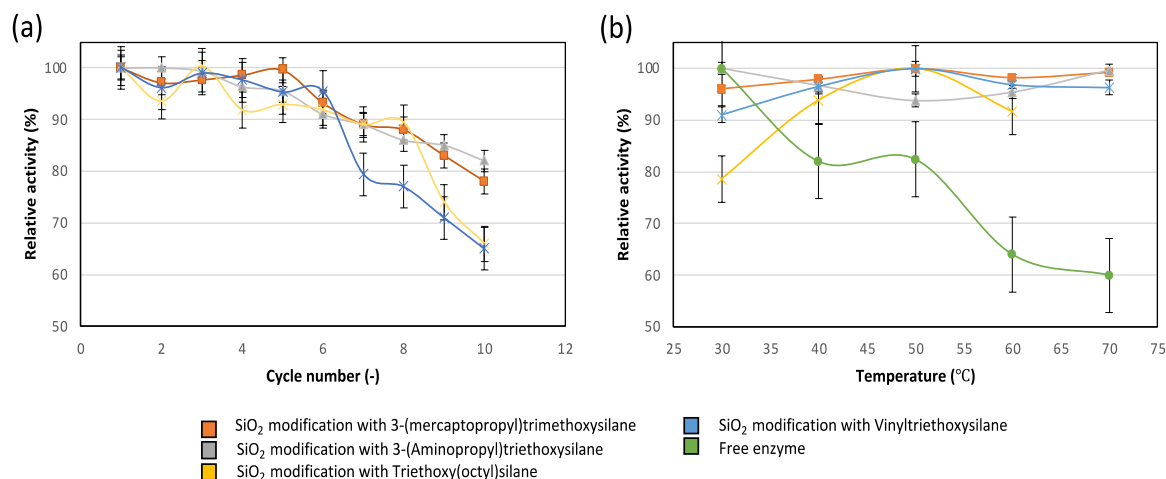 (a)
Relative activity (%)
100
90
80
70
60
50
0
2
4
6
8
10
12
Cycle number (-)
(b)
Relative activity (%)
100
90
80
70
60
50
25
30
35
40
45
50
55
60
65
70
75
Temperature (℃)
SiO₂ modification with 3-(mercaptopropyl)trimethoxysilane
SiO₂ modification with 3-(Aminopropyl)triethoxysilane
SiO₂ modification with Triethoxy(octyl)silane
SiO₂ modification with Vinyltriethoxysilane
Free enzyme